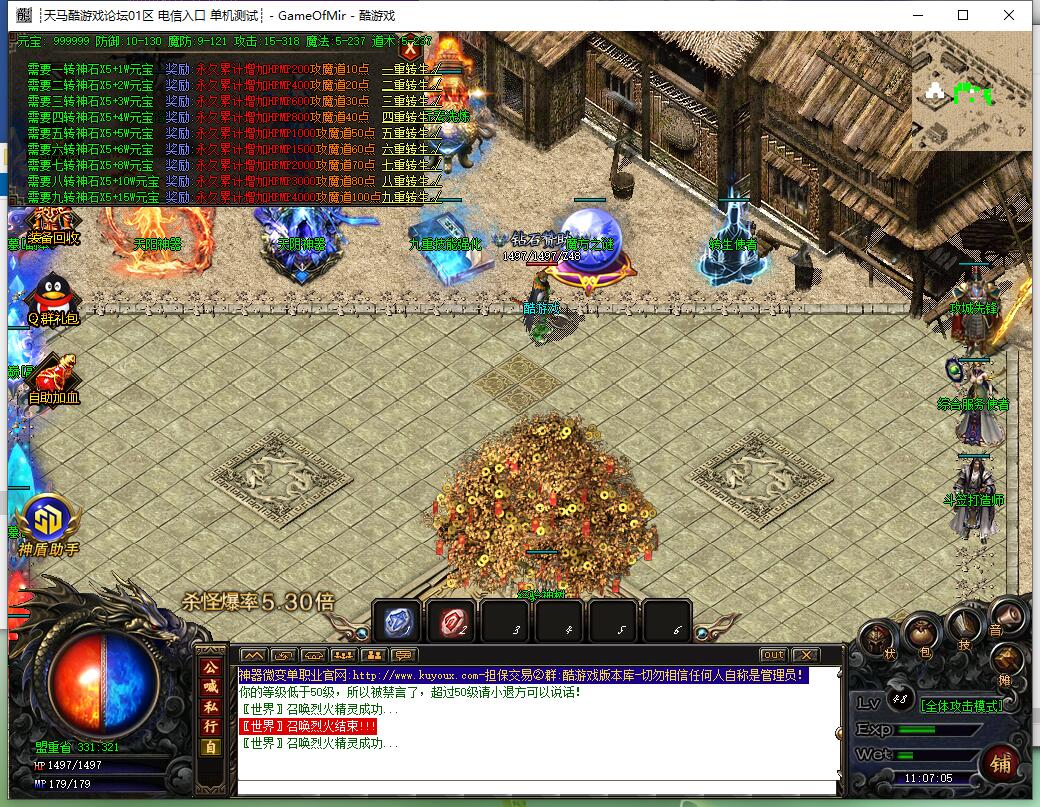 天马酷游戏论坛01区 电信入口 单机测试 - GameOfMir - 酷游戏
元宝: 999999 防御:10-130 魔防:9-121 攻击:15-318 魔法:5-237 道术:5-237
需要一转神石X5+1W元宝 奖励:永久累计增加HPMP200攻魔道10点 一重转生
需要二转神石X5+2W元宝 奖励:永久累计增加HPMP400攻魔道20点 二重转生
需要三转神石X5+3W元宝 奖励:永久累计增加HPMP600攻魔道30点 三重转生
需要四转神石X5+4W元宝 奖励:永久累计增加HPMP800攻魔道40点 四重转生
需要五转神石X5+5W元宝 奖励:永久累计增加HPMP1000攻魔道50点 五重转生
需要六转神石X5+6W元宝 奖励:永久累计增加HPMP1500攻魔道60点 六重转生
需要七转神石X5+8W元宝 奖励:永久累计增加HPMP2000攻魔道70点 七重转生
需要八转神石X5+10W元宝 奖励:永久累计增加HPMP3000攻魔道80点 八重转生
需要九转神石X5+15W元宝 奖励:永久累计增加HPMP4000攻魔道100点 九重转生
装备回收
天阳神器
天阴神器
九重技能强化
魔方之谜
转生使者
1497/1497/Z48
酷游戏
Q群礼包
攻城先锋
自助加血
综合服务使者
斗笠打造师
神盾助手
杀怪爆率5.30倍
1 2 3 4 5 6
out X
公
喊
私
行
自
神器微变单职业官网:http://www.kuyoux.com-担保交易②群:酷游戏版本库-切勿相信任何人自称是管理员!
你的等级低于50级，所以被禁言了，超过50级请小退方可以说话!
〖世界〗召唤烈火精灵成功...
〖世界〗召唤烈火结束!!!
〖世界〗召唤烈火精灵成功...
盟重省 331:321
HP 1497/1497
MP 179/179
状 包 技 音
摊
Lv 48
[全体攻击模式]
Exp
Wet
铺
11:07:05